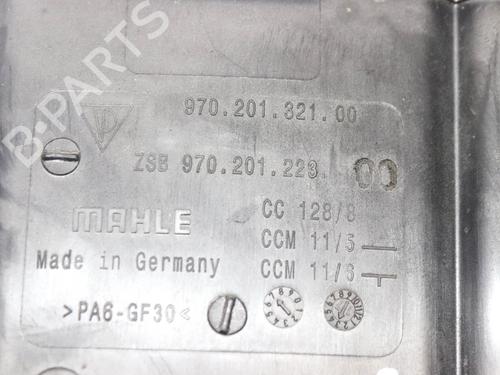 B-PARTS
970.201.321.00
ZSB 970.201.223. 00
MAHLE
CC 128/8
CCM 11/5
Made in Germany
CCM 11/3
>PA6-GF30<